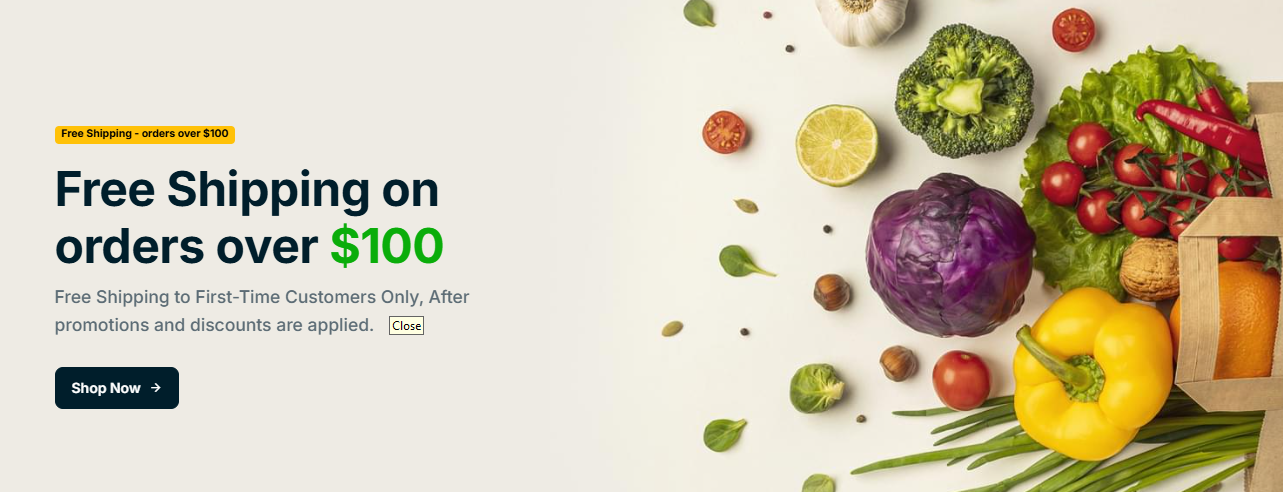 Free Shipping - orders over $100
Free Shipping on
orders over $100
Free Shipping to First-Time Customers Only, After
promotions and discounts are applied.
Close
Shop Now →